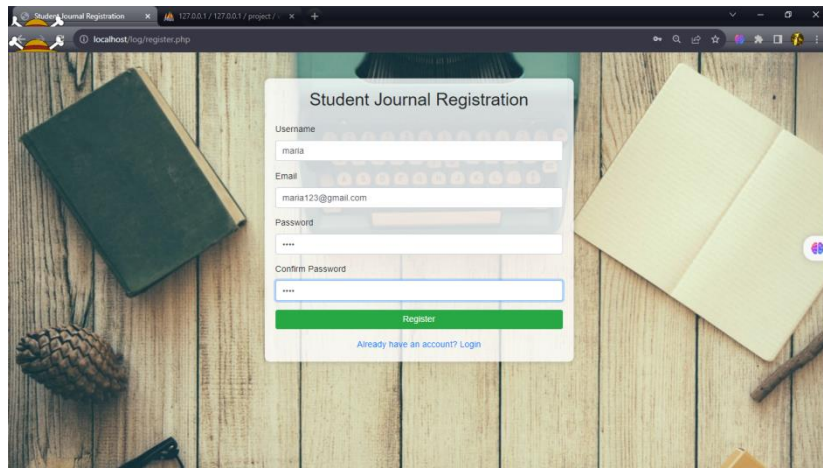 Student Journal Registration
127.0.0.1 / 127.0.0.1 / project /
localhost/log/register.php
Student Journal Registration
Username
maria
Email
maria123@gmail.com
Password
••••
Confirm Password
••••
Register
Already have an account? Login